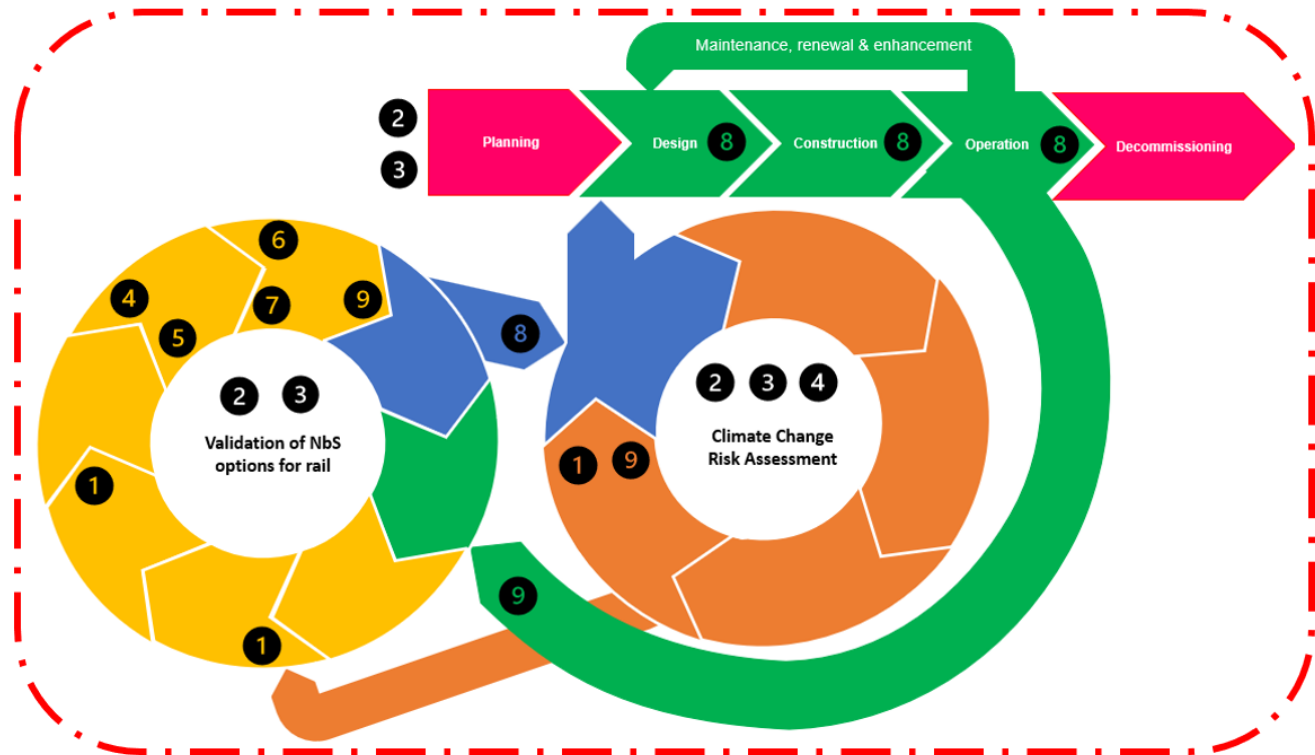 Maintenance, renewal & enhancement
2
3
Planning
Design
8
Construction
8
Operation
8
Decommissioning
6
4
7
9
5
8
2
3
Validation of NbS
options for rail
1
1
2
3
4
Climate Change
Risk Assessment
1
9
9